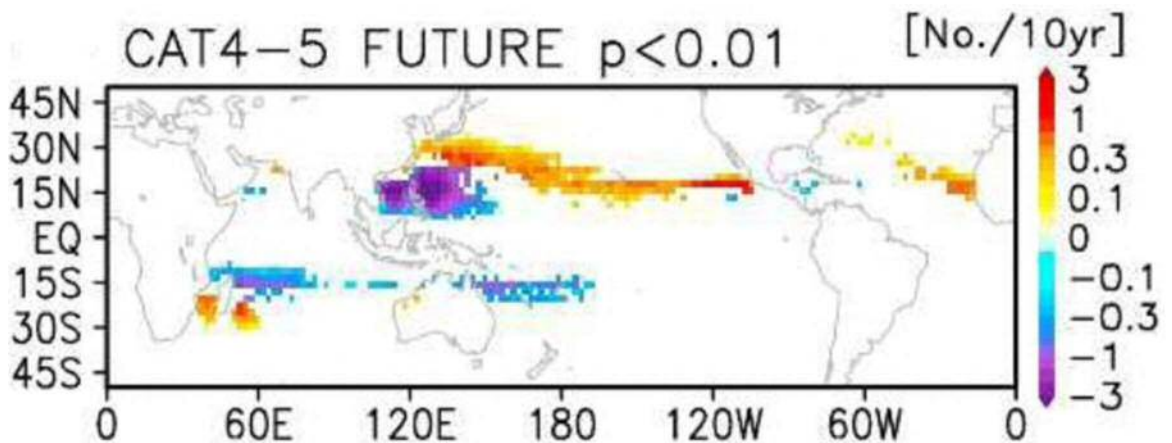 CAT4-5 FUTURE p<0.01
[No./10yr]
45N
30N
15N
EQ
15S
30S
45S
0 60E 120E 180 120W 60W 0
3
1
0.3
0.1
0
-0.1
-0.3
-1
-3